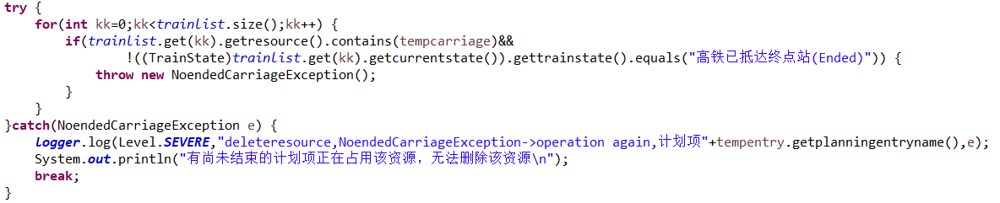 try {
    for(int kk=0;kk<trainlist.size();kk++) {
        if(trainlist.get(kk).getresource().contains(tempcarriage)&&
                !((TrainState)trainlist.get(kk).getcurrentstate()).gettrainstate().equals("高铁已抵达终点站(Ended)")) {
            throw new NoendedCarriageException();
        }
    }
}catch(NoendedCarriageException e) {
    Logger.log(Level.SEVERE,"deleteresource,NoendedCarriageException->operation again,计划项"+tempentry.getplanningentryname(),e);
    System.out.println("有尚未结束的计划项正在占用该资源，无法删除该资源\n");
    break;
}